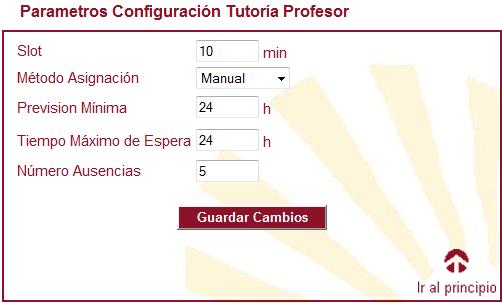 Parametros Configuración Tutoría Profesor
Slot 10 min
Método Asignación Manual
Prevision Mínima 24 h
Tiempo Máximo de Espera 24 h
Número Ausencias 5
Guardar Cambios
Ir al principio